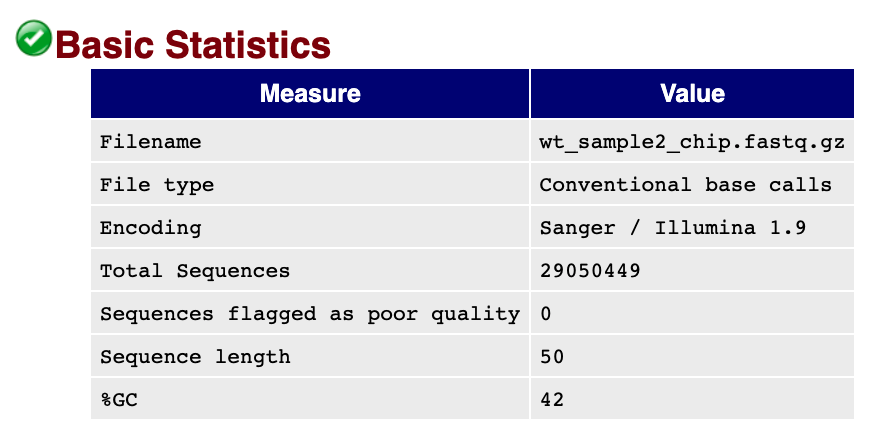 Basic Statistics
Measure Value
Filename wt_sample2_chip.fastq.gz
File type Conventional base calls
Encoding Sanger / Illumina 1.9
Total Sequences 29050449
Sequences flagged as poor quality 0
Sequence length 50
%GC 42